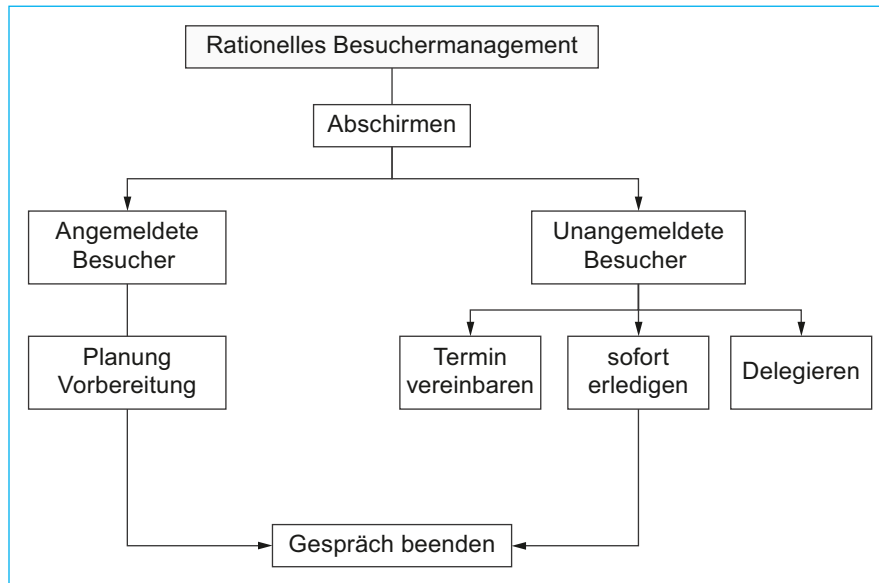 Rationelles Besuchermanagement
Abschirmen
Angemeldete
Besucher
Unangemeldete
Besucher
Planung
Vorbereitung
Termin
vereinbaren
sofort
erledigen
Delegieren
Gespräch beenden